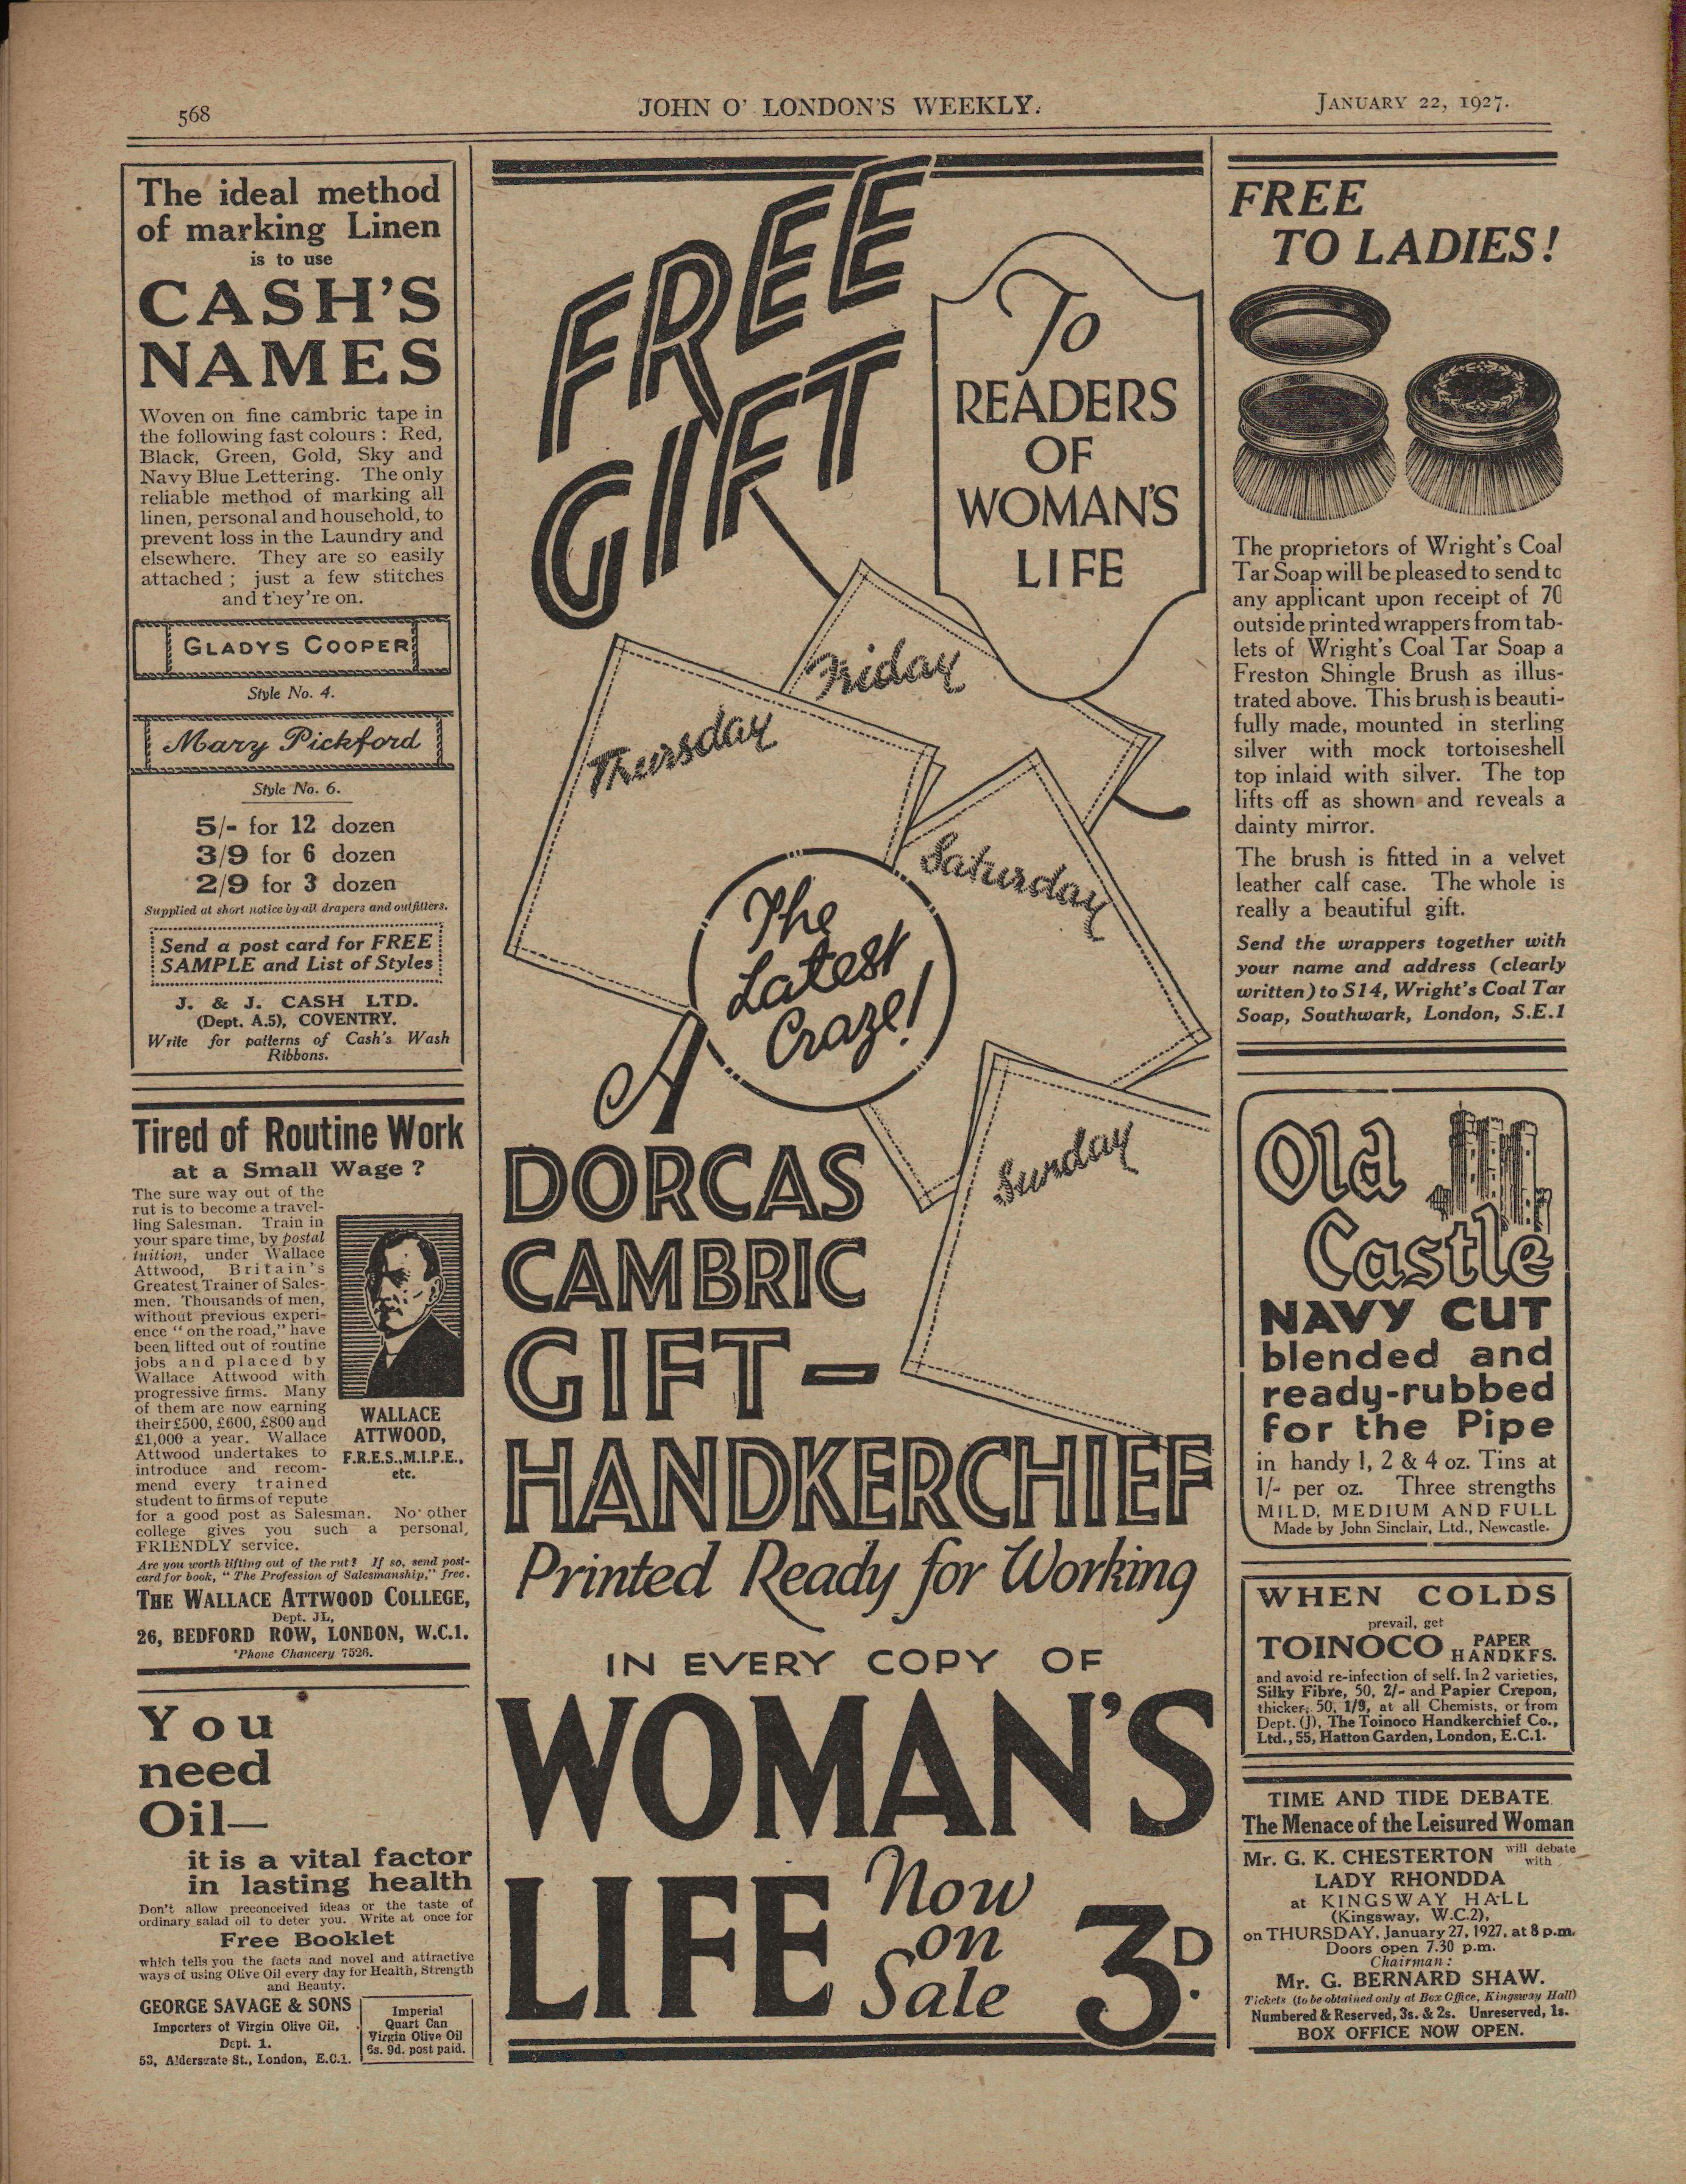 568
JOHN O' LONDON'S WEEKLY.
JANUARY 22, 1927.
The ideal method
of marking Linen
is to use
CASH'S
NAMES
Woven on fine cambric tape in
the following fast colours : Red,
Black, Green, Gold, Sky and
Navy Blue Lettering. The only
reliable method of marking all
linen, personal and household, to
prevent loss in the Laundry and
elsewhere. They are so easily
attached ; just a few stitches
and they're on.
GLADYS COOPER
Style No. 4.
Mary Pickford
Style No. 6.
5/- for 12 dozen
3/9 for 6 dozen
2/9 for 3 dozen
Supplied at short notice by all drapers and outfitters.
Send a post card for FREE
SAMPLE and List of Styles
J. & J. CASH LTD.
(Dept. A.5), COVENTRY.
Write for patterns of Cash's Wash
Ribbons.
Tired of Routine Work
at a Small Wage ?
The sure way out of the
rut is to become a travel-
ling Salesman. Train in
your spare time, by postal
tuition, under Wallace
Attwood, Britain's
Greatest Trainer of Sales-
men. Thousands of men,
without previous experi-
ence " on the road," have
been lifted out of routine
jobs and placed by
Wallace Attwood with
progressive firms. Many
of them are now earning
their £500, £600, £800 and
£1,000 a year. Wallace
Attwood undertakes to
introduce and recom-
mend every trained
student to firms of repute
for a good post as Salesman. No other
college gives you such a personal,
FRIENDLY service.
WALLACE
ATTWOOD,
F.R.E.S., M.I.P.E.,
etc.
Are you worth lifting out of the rut? If so, send post-
card for book, " The Profession of Salesmanship," free.
THE WALLACE ATTWOOD COLLEGE,
Dept. JL,
26, BEDFORD ROW, LONDON, W.C.1.
'Phone Chancery 7526.
You
need
Oil—
it is a vital factor
in lasting health
Don't allow preconceived ideas or the taste of
ordinary salad oil to deter you. Write at once for
Free Booklet
which tells you the facts and novel and attractive
ways of using Olive Oil every day for Health, Strength
and Beauty.
GEORGE SAVAGE & SONS
Importers of Virgin Olive Oil,
Dept. 1.
53, Aldersgate St., London, E.C.1.
Imperial
Quart Can
Virgin Olive Oil
6s. 9d. post paid.
FREE
GIFT
To
READERS
OF
WOMAN'S
LIFE
Friday
Thursday
Saturday
The
Latest
Craze!
Sunday
A
DORCAS
CAMBRIC
GIFT-
HANDKERCHIEF
Printed Ready for Working
IN EVERY COPY OF
WOMAN'S
LIFE
Now
on
Sale
3D.
FREE
TO LADIES!
The proprietors of Wright's Coal
Tar Soap will be pleased to send to
any applicant upon receipt of 70
outside printed wrappers from tab-
lets of Wright's Coal Tar Soap a
Freston Shingle Brush as illus-
trated above. This brush is beauti-
fully made, mounted in sterling
silver with mock tortoiseshell
top inlaid with silver. The top
lifts off as shown and reveals a
dainty mirror.
The brush is fitted in a velvet
leather calf case. The whole is
really a beautiful gift.
Send the wrappers together with
your name and address (clearly
written) to S14, Wright's Coal Tar
Soap, Southwark, London, S.E.1
Old
Castle
NAVY CUT
blended and
ready-rubbed
for the Pipe
in handy 1, 2 & 4 oz. Tins at
1/- per oz. Three strengths
MILD, MEDIUM AND FULL
Made by John Sinclair, Ltd., Newcastle.
WHEN COLDS
prevail, get
TOINOCO PAPER
HANDKFS.
and avoid re-infection of self. In 2 varieties,
Silky Fibre, 50, 2/- and Papier Crepon,
thicker, 50, 1/9, at all Chemists, or from
Dept. (J), The Toinoco Handkerchief Co.,
Ltd., 55, Hatton Garden, London, E.C.1.
TIME AND TIDE DEBATE
The Menace of the Leisured Woman
Mr. G. K. CHESTERTON will debate
with
LADY RHONDDA
at KINGSWAY HALL
(Kingsway, W.C.2),
on THURSDAY, January 27, 1927, at 8 p.m.
Doors open 7.30 p.m.
Chairman :
Mr. G. BERNARD SHAW.
Tickets (to be obtained only at Box Office, Kingsway Hall)
Numbered & Reserved, 3s. & 2s. Unreserved, 1s.
BOX OFFICE NOW OPEN.